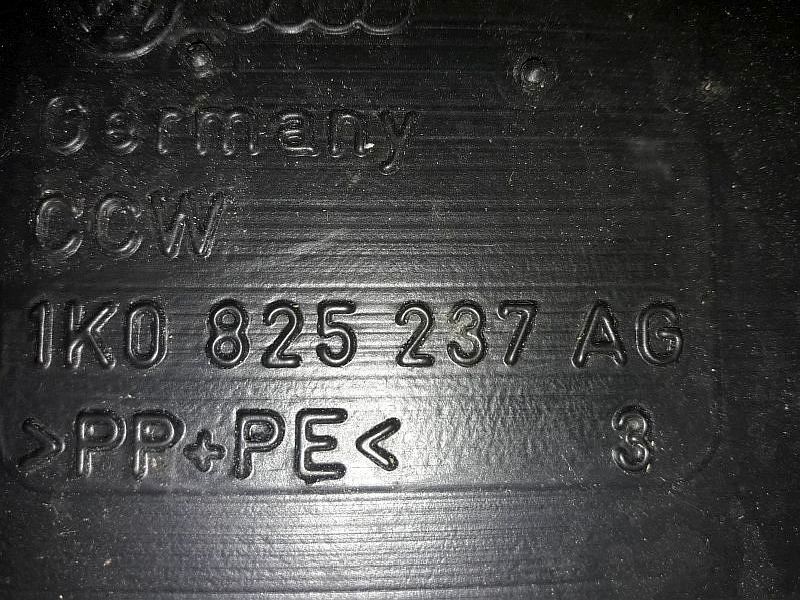 Germany
CCW
1K0 825 237 AG
>PP+PE< 3